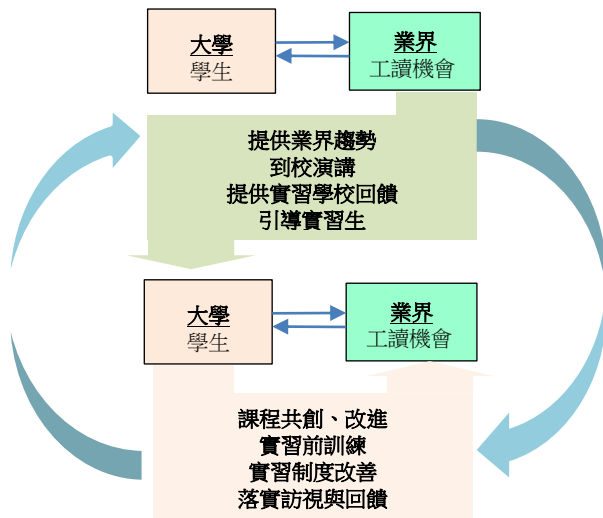 大學
學生
業界
工讀機會
提供業界趨勢
到校演講
提供實習學校回饋
引導實習生
大學
學生
業界
工讀機會
課程共創、改進
實習前訓練
實習制度改善
落實訪視與回饋